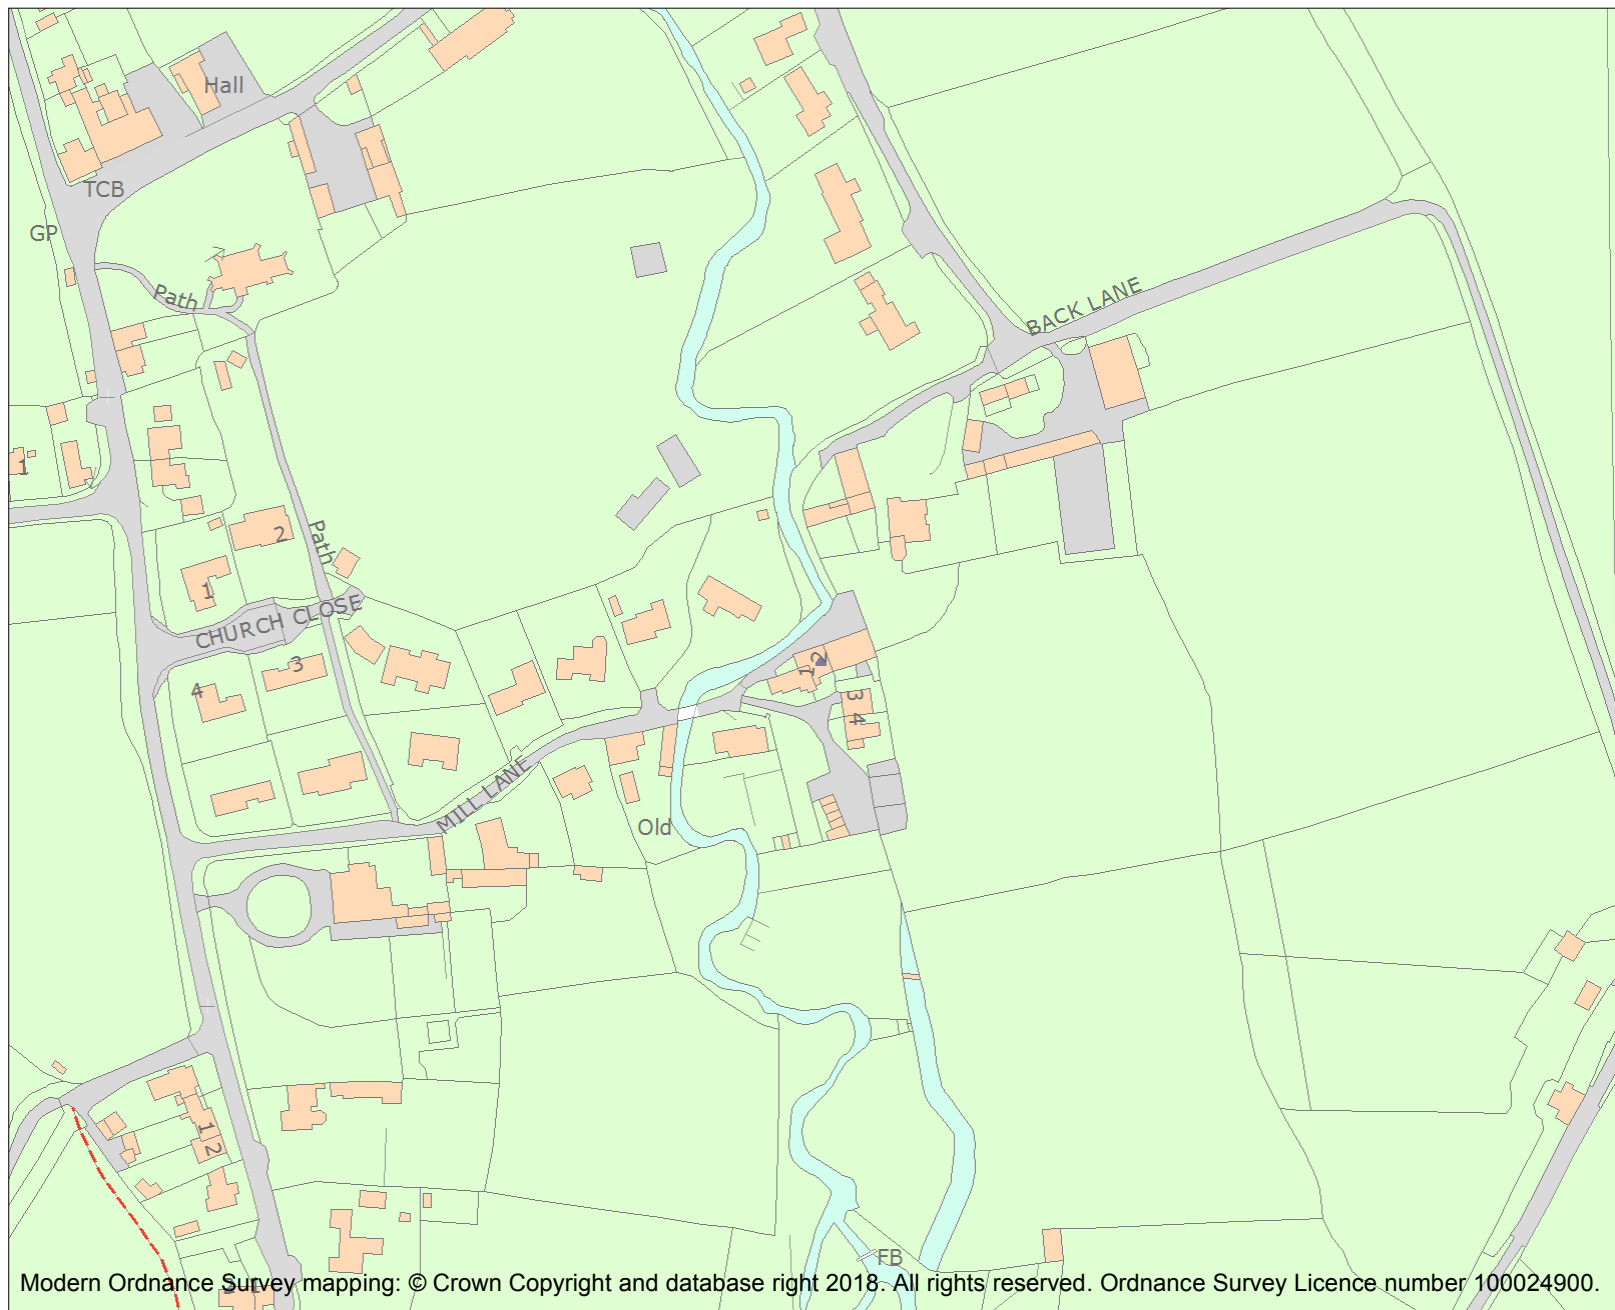 Hall
TCB
GP
Path
BACK LANE
1
2
Path
1
CHURCH CLOSE
3
4
1 2
3 4
MILL LANE
Old
1 2
FB
Modern Ordnance Survey mapping: © Crown Copyright and database right 2018. All rights reserved. Ordnance Survey Licence number 100024900.